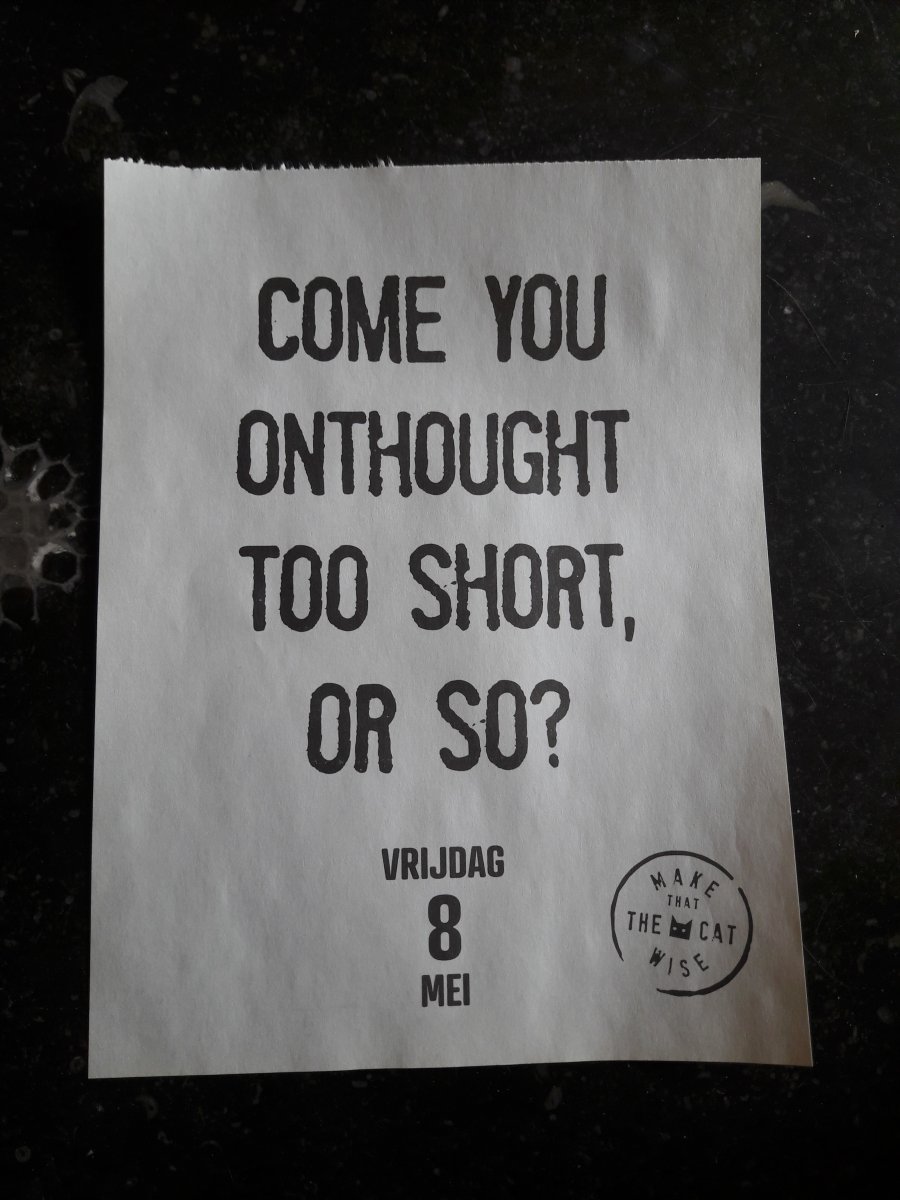 COME YOU
ONTHOUGHT
TOO SHORT,
OR SO?
VRIJDAG
8
MEI
MAKE
THAT
THE CAT
WISE